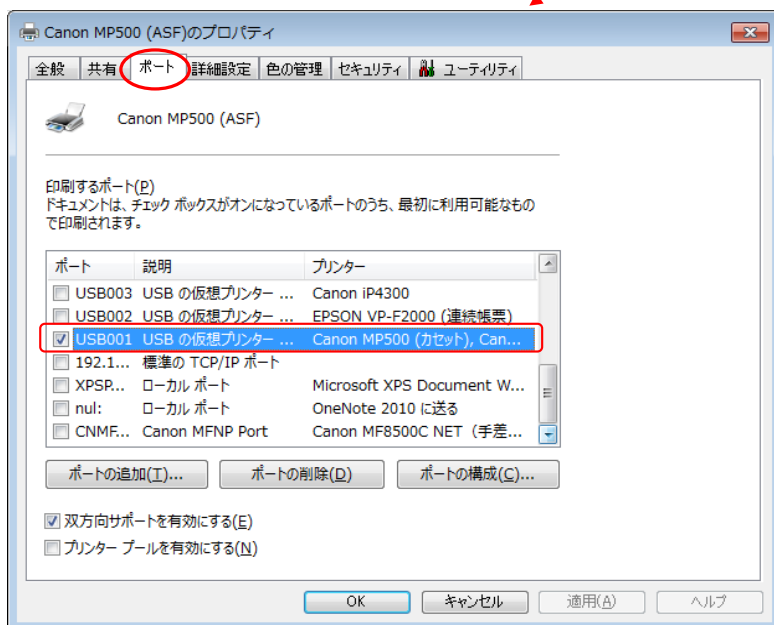 Canon MP500 (ASF)のプロパティ
全般 共有 ポート 詳細設定 色の管理 セキュリティ ユーティリティ
Canon MP500 (ASF)
印刷するポート(P)
ドキュメントは、チェック ボックスがオンになっているポートのうち、最初に利用可能なもの
で印刷されます。
ポート 説明 プリンター
USB003 USB の仮想プリンター ... Canon iP4300
USB002 USB の仮想プリンター ... EPSON VP-F2000 (連続帳票)
USB001 USB の仮想プリンター ... Canon MP500 (カセット), Can...
192.1... 標準の TCP/IP ポート
XPSP... ローカル ポート Microsoft XPS Document W...
nul: ローカル ポート OneNote 2010 に送る
CNMF... Canon MFNP Port Canon MF8500C NET (手差...
ポートの追加(T)... ポートの削除(D) ポートの構成(C)...
双方向サポートを有効にする(E)
プリンター プールを有効にする(N)
OK キャンセル 適用(A) ヘルプ